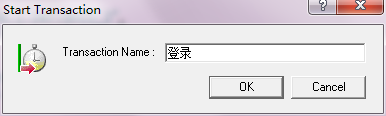 Start Transaction
Transaction Name :
登录
OK
Cancel